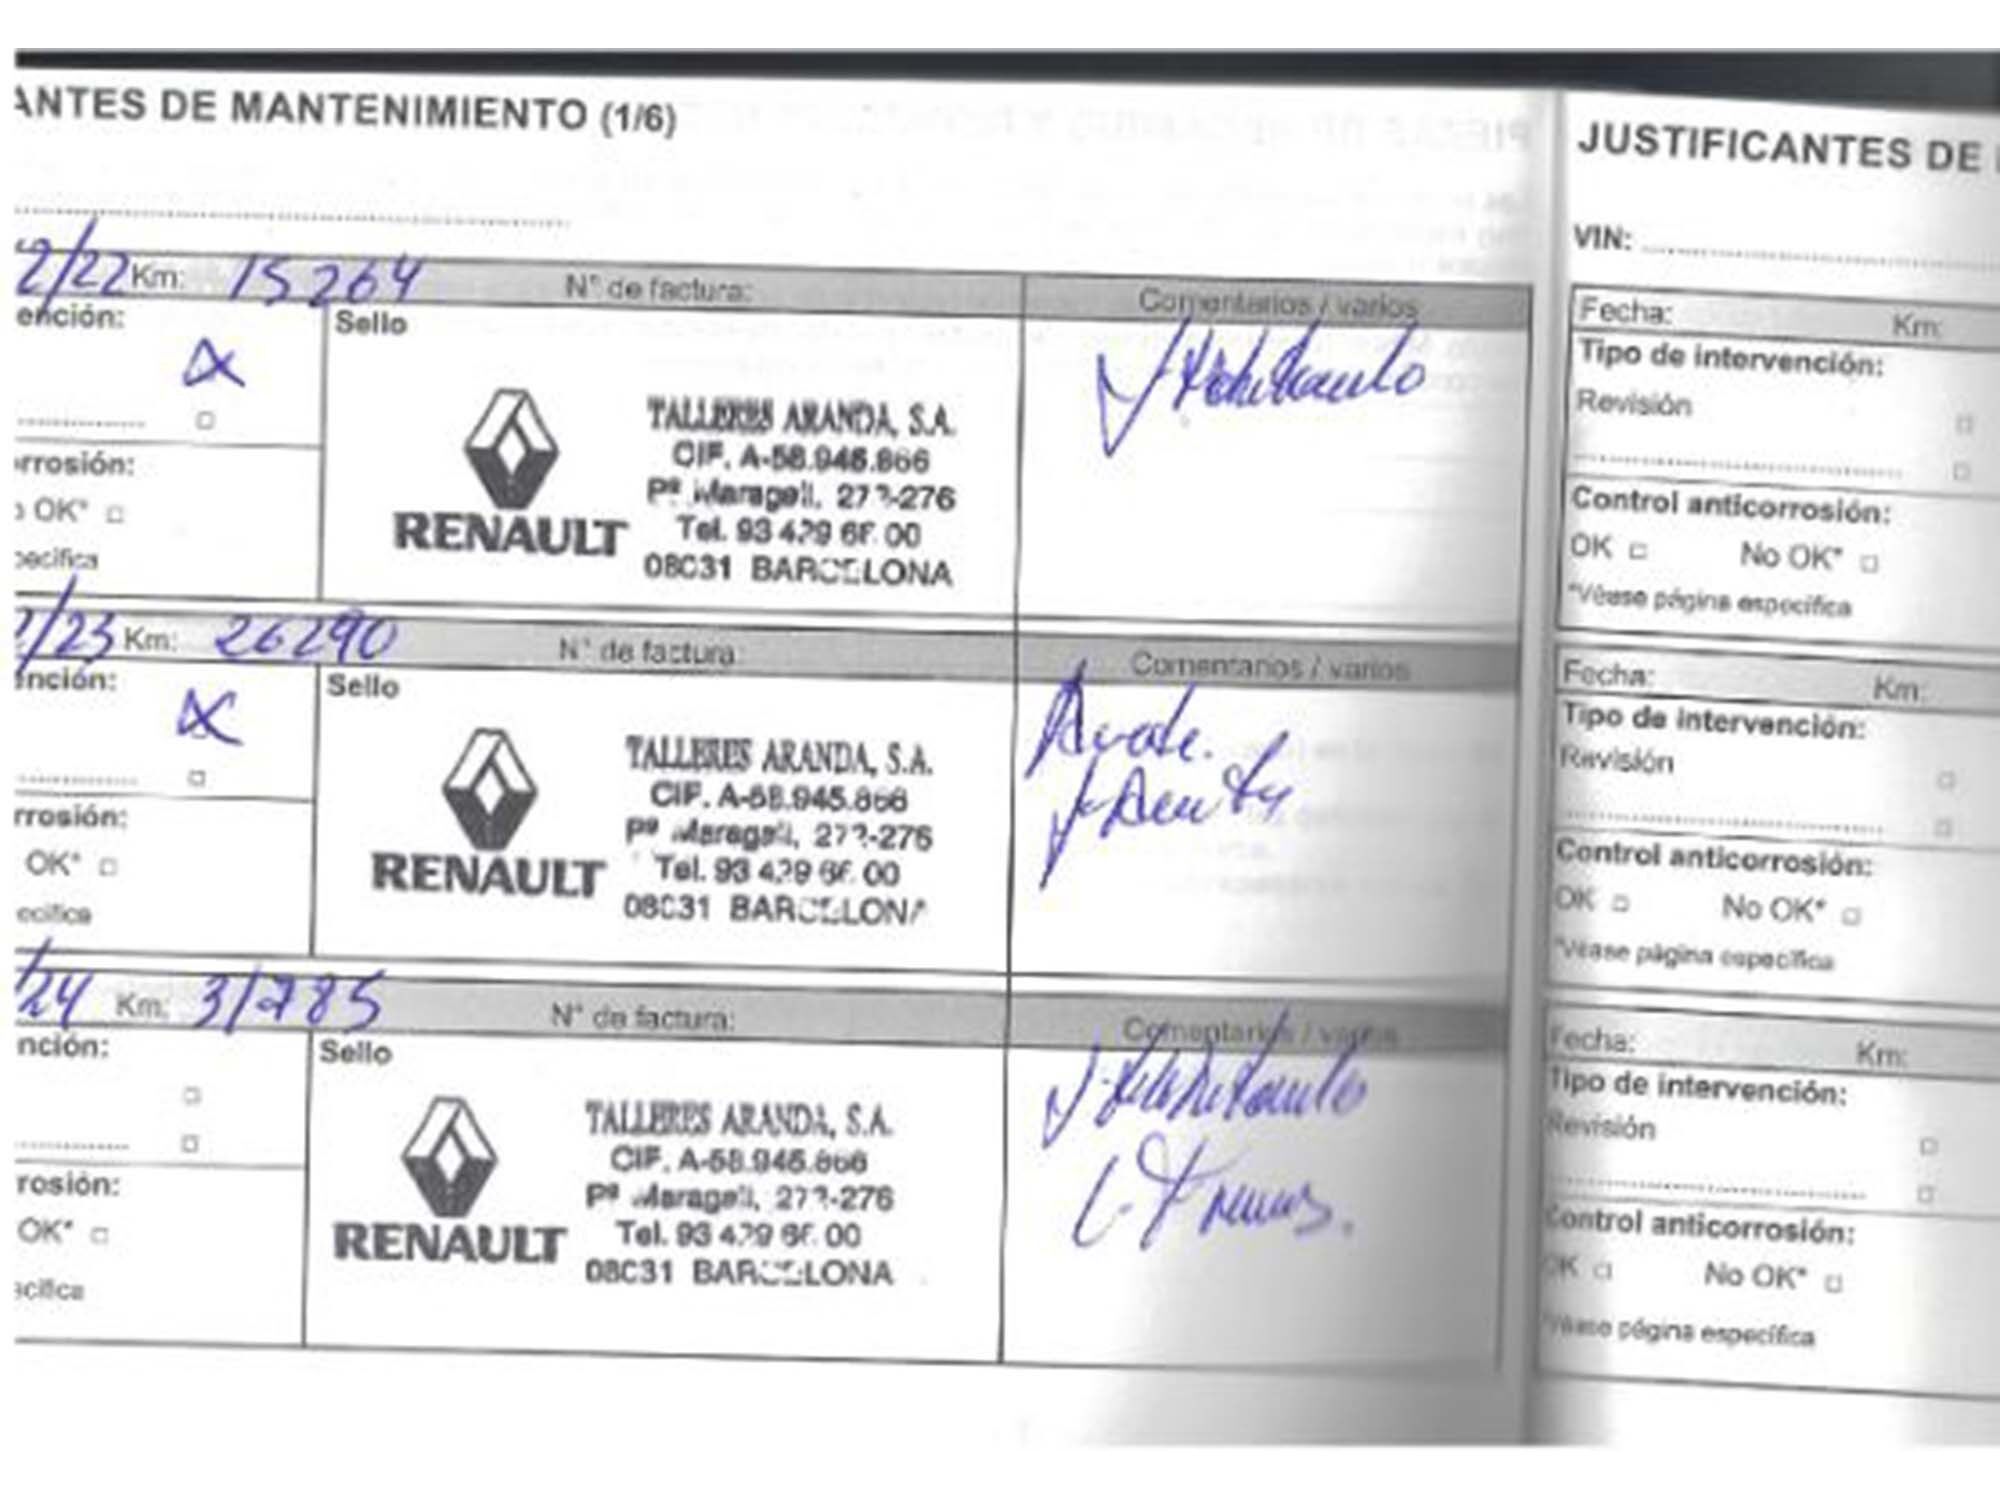 ANTES DE MANTENIMIENTO (1/6)
2/22 Km: 15264 N° de factura: Comentarios / varios
ención:
Sello
RENAULT
TALLERES ARANDA, S.A.
CIF. A-58.945.866
Pº Maragall, 272-276
Tel. 93 429 66 00
08031 BARCELONA
rrosión:
o OK* □
pecífica
/23 Km: 26290 N° de factura: Comentarios / varios
nción:
Sello
RENAULT
TALLERES ARANDA, S.A.
CIF. A-58.945.866
Pº Maragall, 272-276
Tel. 93 429 66 00
08031 BARCELONA
rrosión:
OK* □
ecífica
/24 Km: 31785 N° de factura: Comentarios / varios
nción:
Sello
RENAULT
TALLERES ARANDA, S.A.
CIF. A-58.945.866
Pº Maragall, 272-276
Tel. 93 429 66 00
08031 BARCELONA
rosión:
OK* □
ecífica
JUSTIFICANTES DE
VIN:
Fecha: Km:
Tipo de intervención:
Revisión
Control anticorrosión:
OK □ No OK* □
*Véase página específica
Fecha: Km:
Tipo de intervención:
Revisión
Control anticorrosión:
OK □ No OK* □
*Véase página específica
Fecha: Km:
Tipo de intervención:
Revisión
Control anticorrosión:
OK □ No OK* □
*Véase página específica